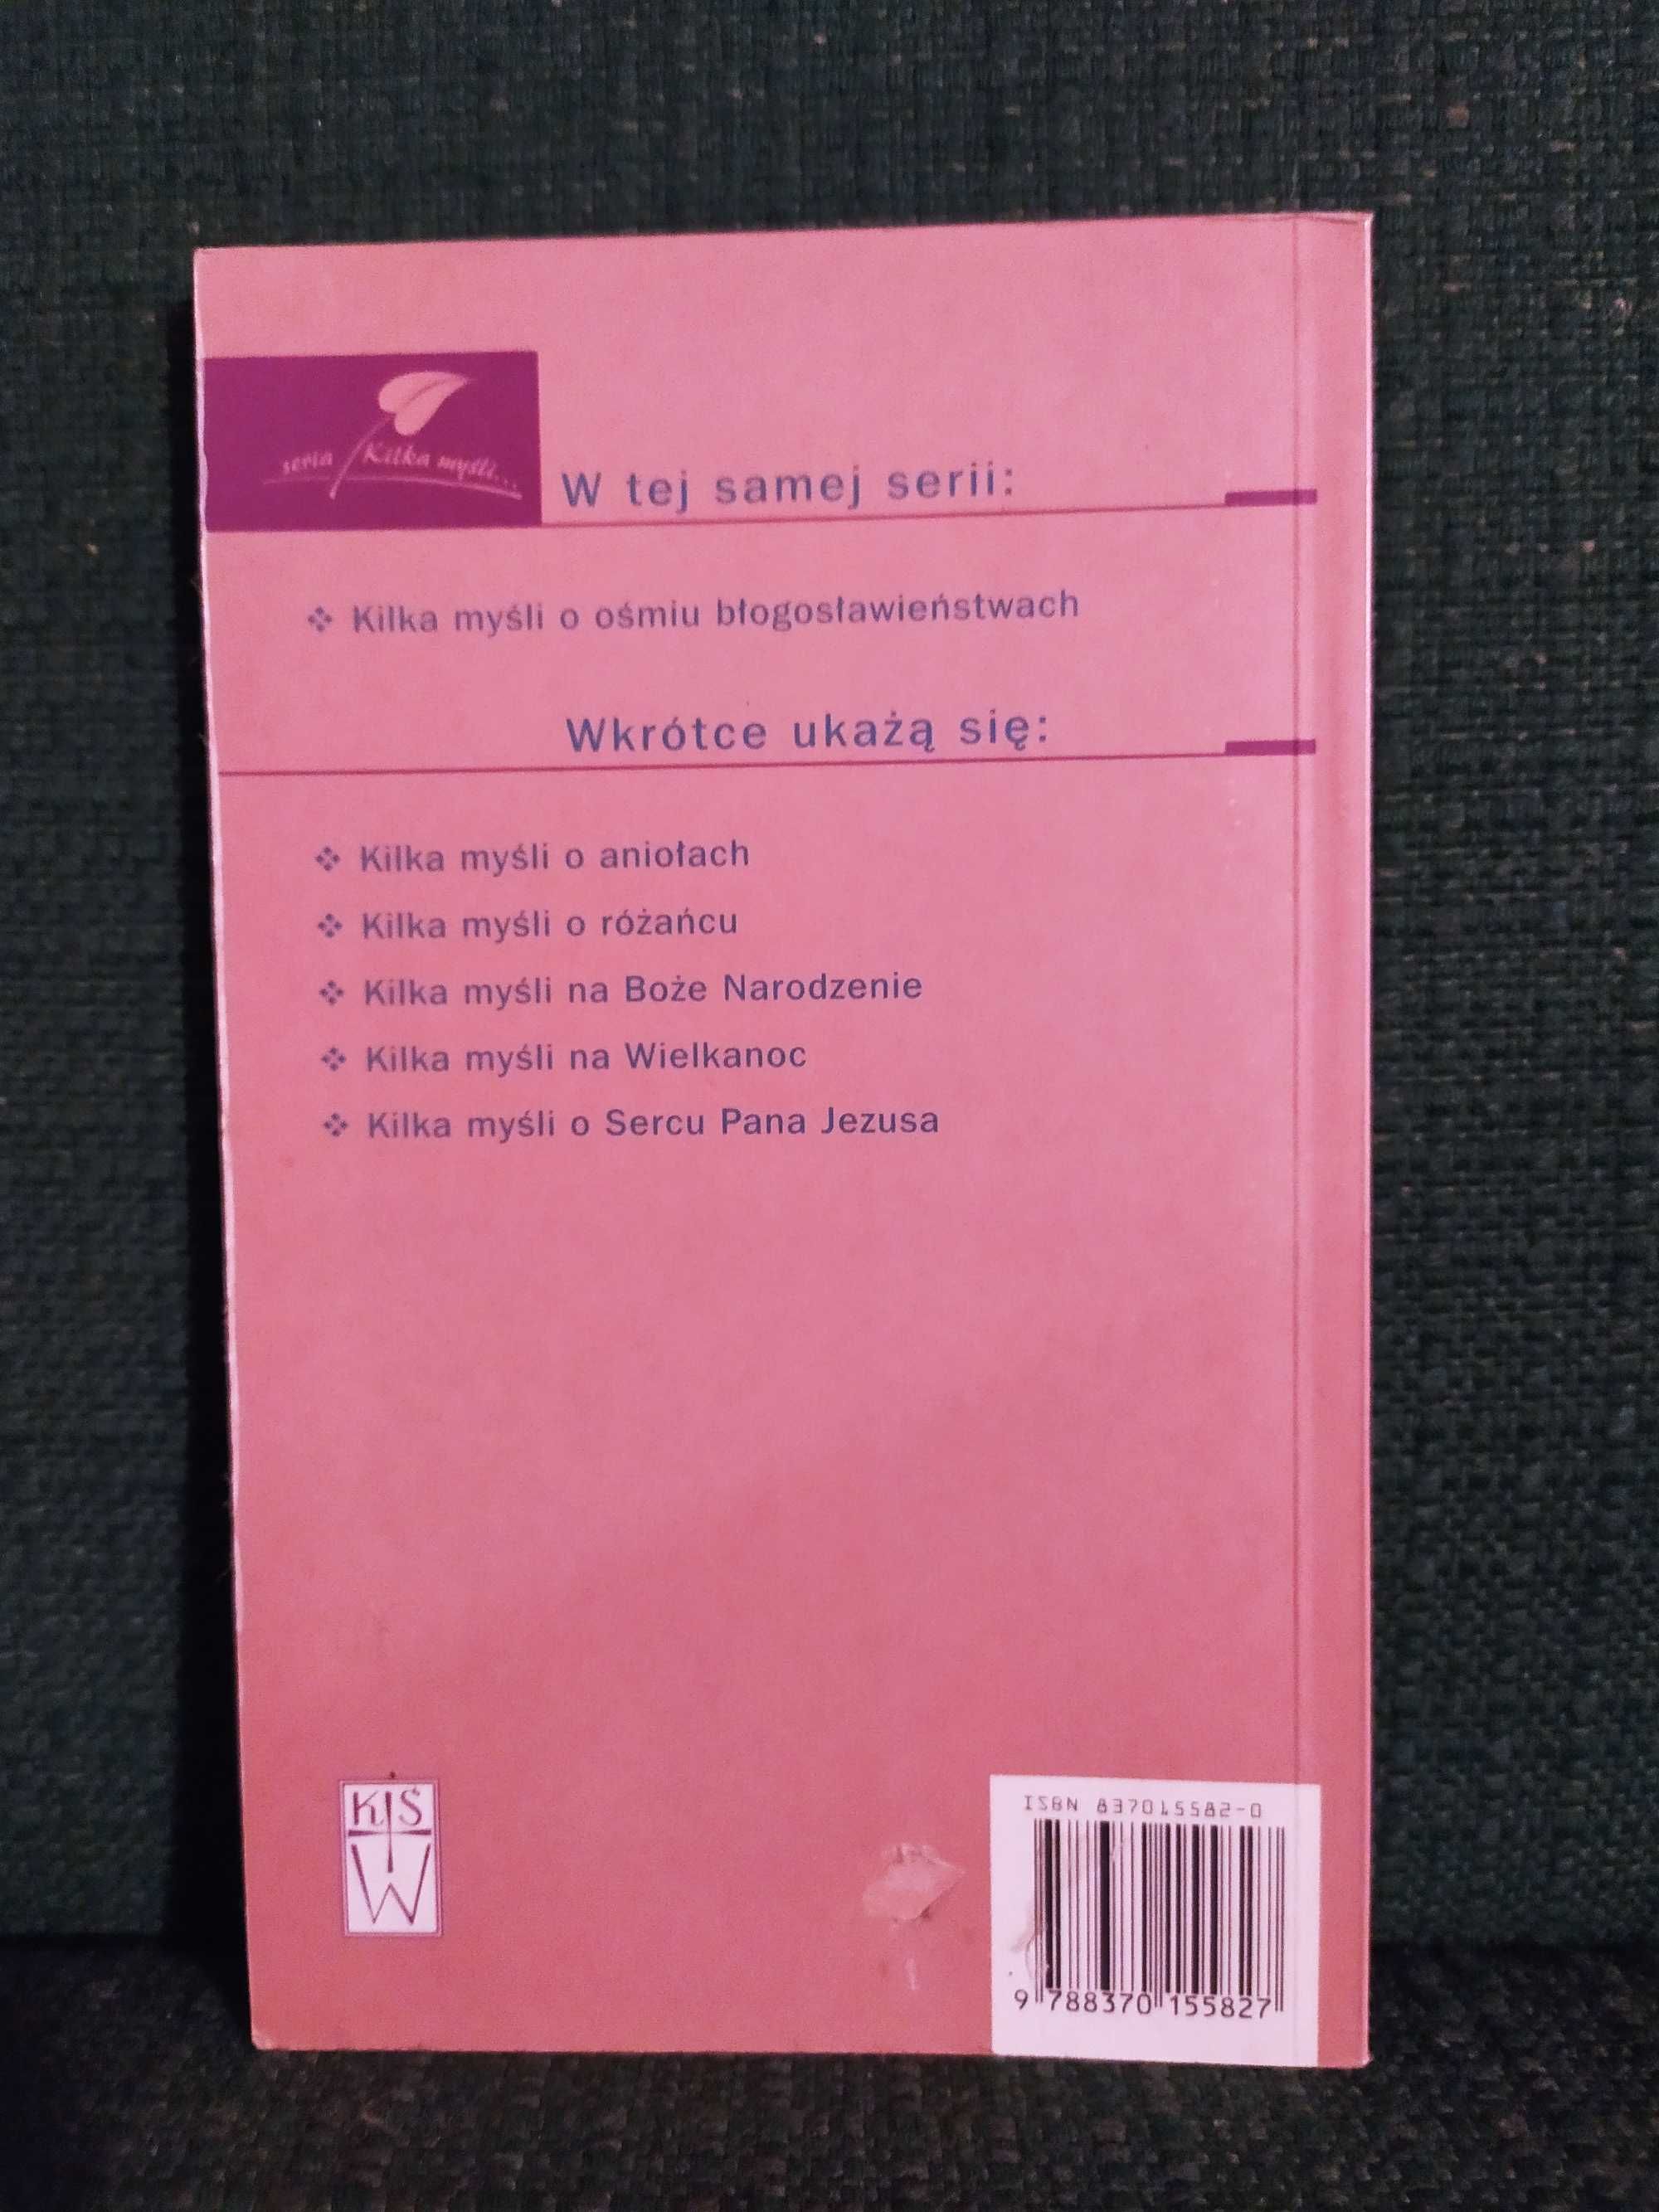 seria Kilka myśli...
W tej samej serii:
❖ Kilka myśli o ośmiu błogosławieństwach
Wkrótce ukażą się:
❖ Kilka myśli o aniołach
❖ Kilka myśli o różańcu
❖ Kilka myśli na Boże Narodzenie
❖ Kilka myśli na Wielkanoc
❖ Kilka myśli o Sercu Pana Jezusa
KŚ
W
ISBN 837015582-0
9 788370 155827